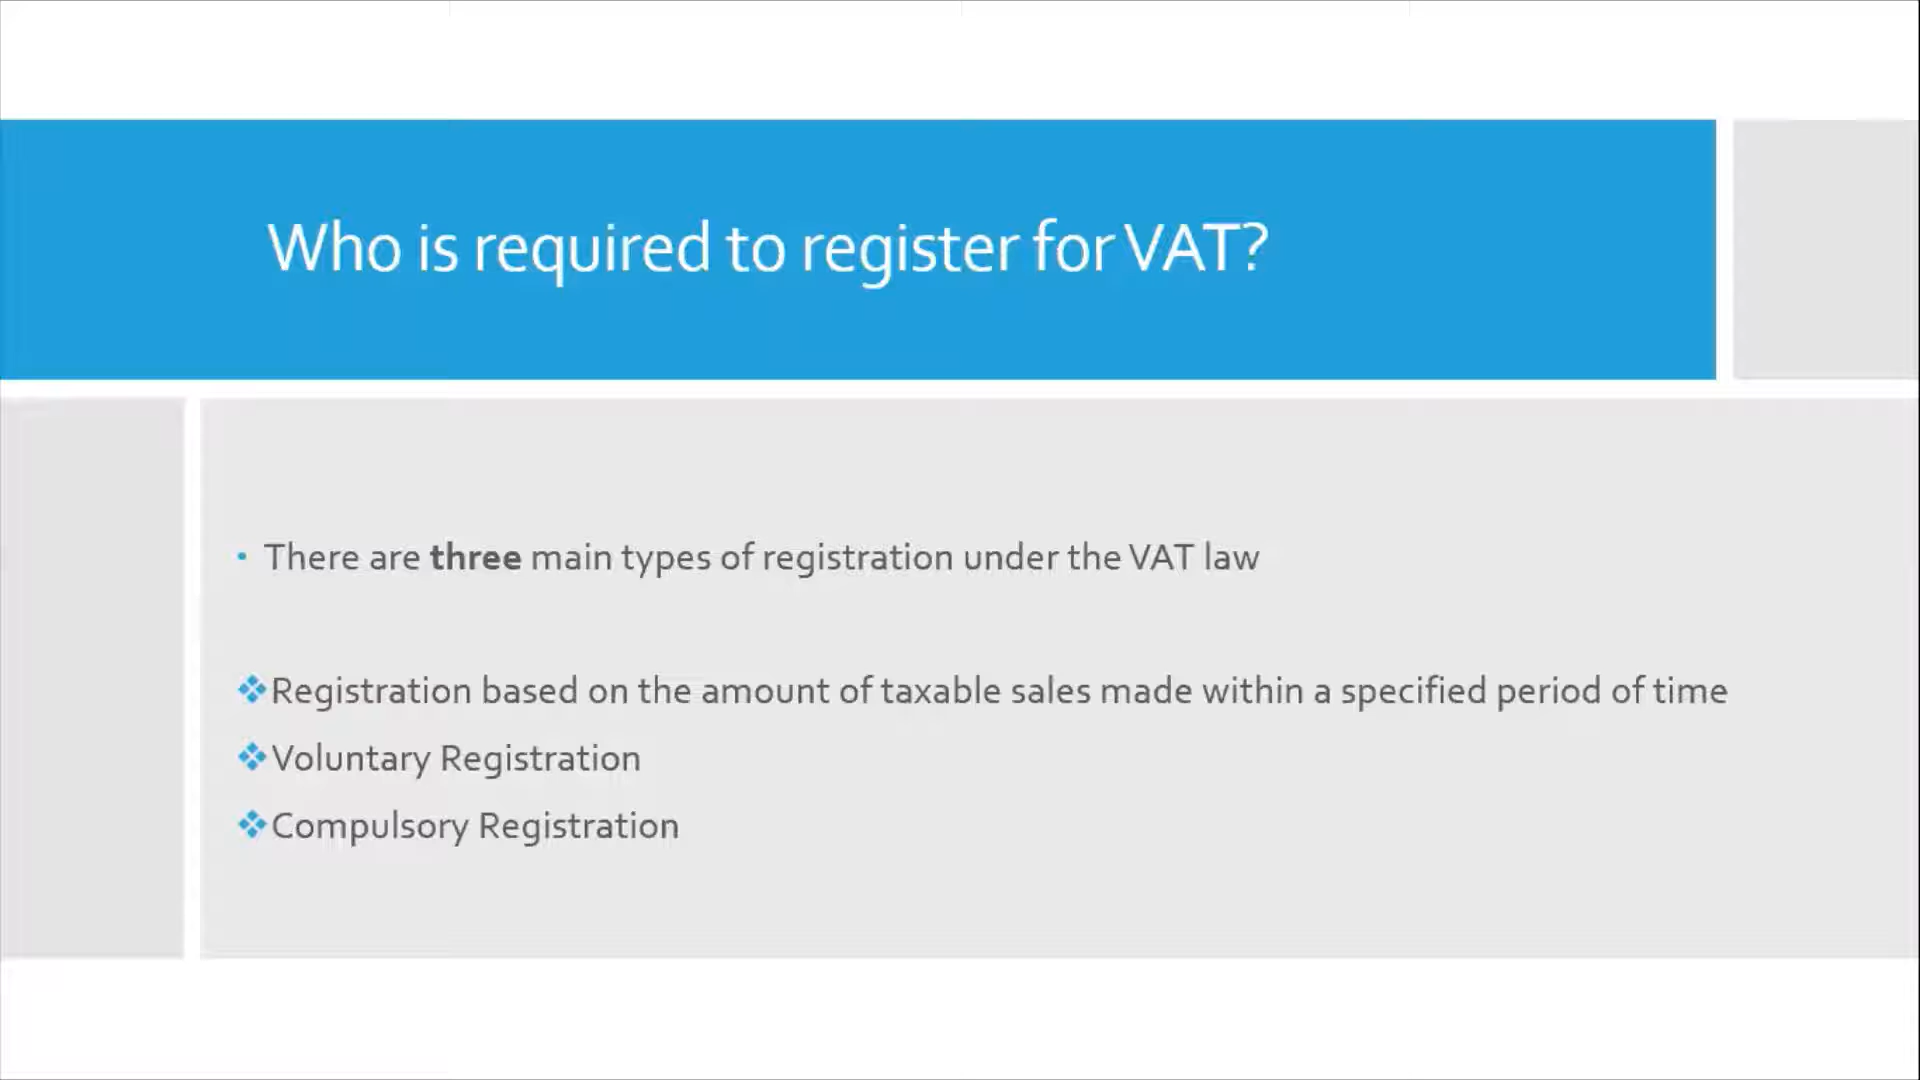 Who is required to register for VAT?
• There are three main types of registration under the VAT law
❖Registration based on the amount of taxable sales made within a specified period of time
❖Voluntary Registration
❖Compulsory Registration